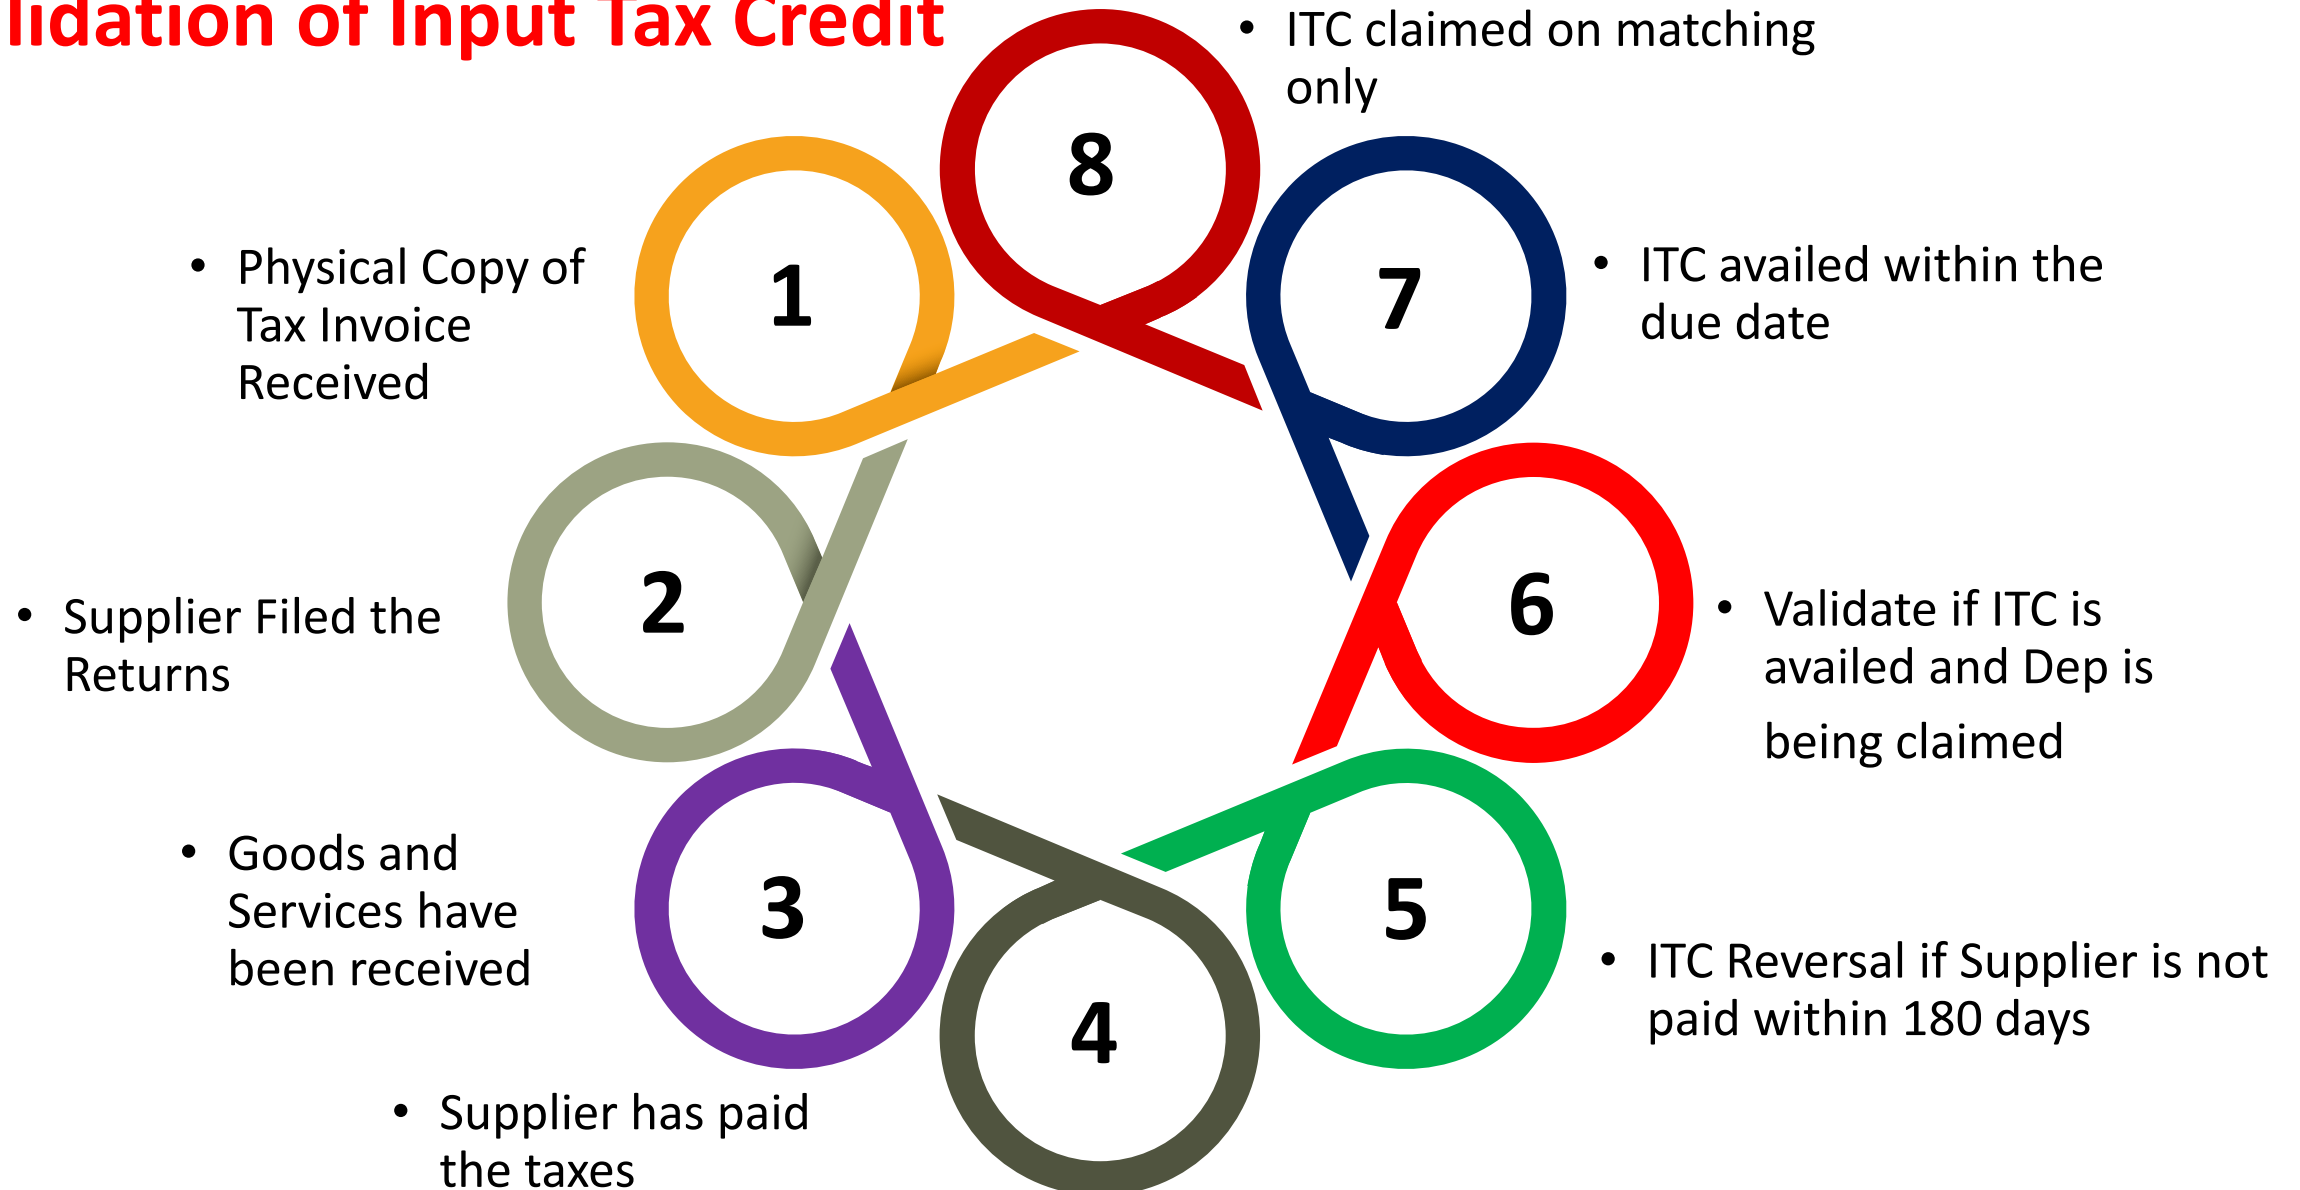 lidation of Input Tax Credit
8
• ITC claimed on matching
only
1
• Physical Copy of
Tax Invoice
Received
7
• ITC availed within the
due date
2
• Supplier Filed the
Returns
6
• Validate if ITC is
availed and Dep is
being claimed
3
• Goods and
Services have
been received
5
• ITC Reversal if Supplier is not
paid within 180 days
4
• Supplier has paid
the taxes